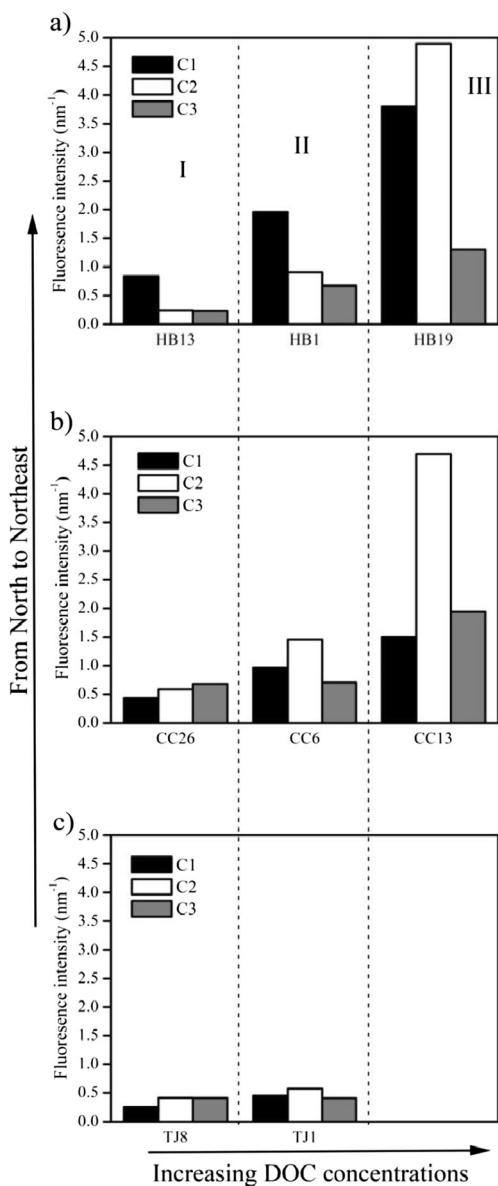 a)
Fluoresence intensity (nm⁻¹)
5.0
4.5
4.0
3.5
3.0
2.5
2.0
1.5
1.0
0.5
0.0
C1
C2
C3
I
II
III
HB13
HB1
HB19
b)
Fluoresence intensity (nm⁻¹)
5.0
4.5
4.0
3.5
3.0
2.5
2.0
1.5
1.0
0.5
0.0
C1
C2
C3
CC26
CC6
CC13
c)
Fluoresence intensity (nm⁻¹)
5.0
4.5
4.0
3.5
3.0
2.5
2.0
1.5
1.0
0.5
0.0
C1
C2
C3
TJ8
TJ1
From North to Northeast
Increasing DOC concentrations